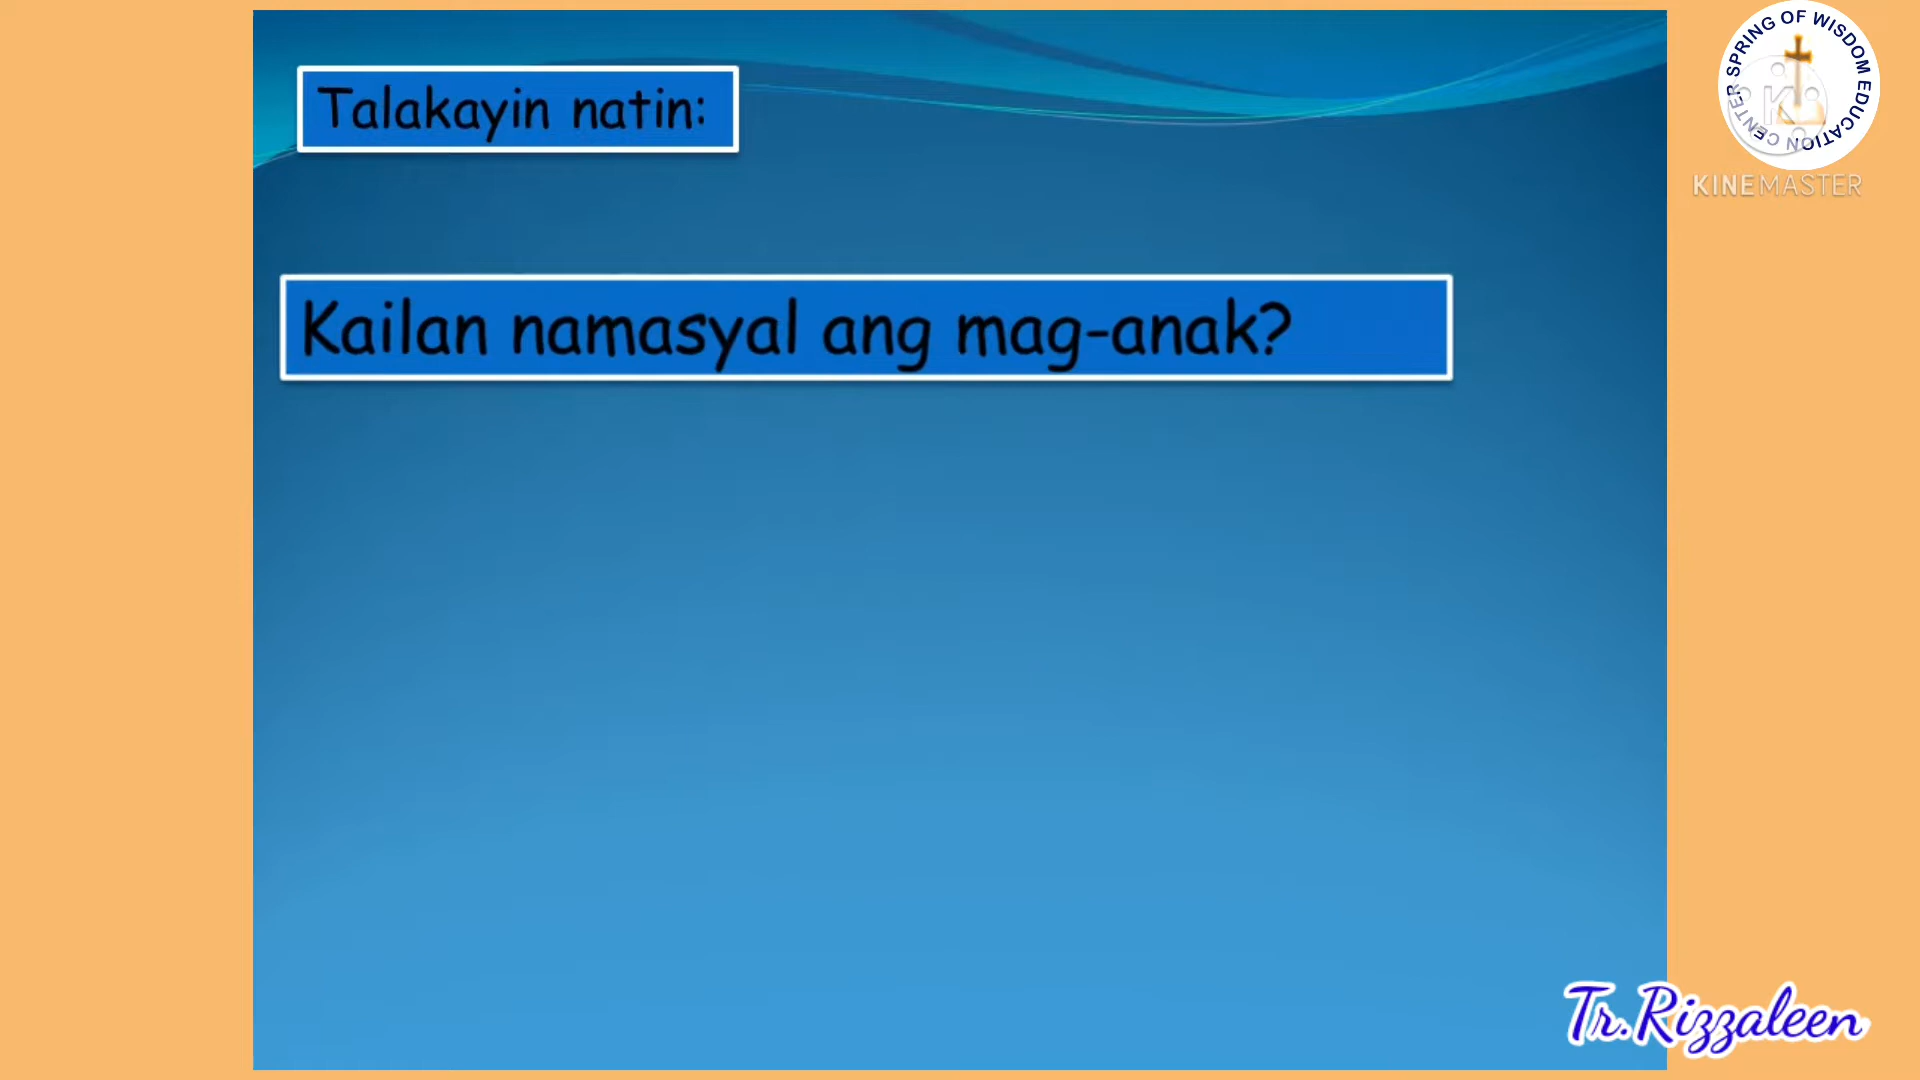 Talakayin natin:
Kailan namasyal ang mag-anak?
SPRING OF WISDOM EDUCATION CENTER
K
KINEMASTER
Tr.Rizzaleen